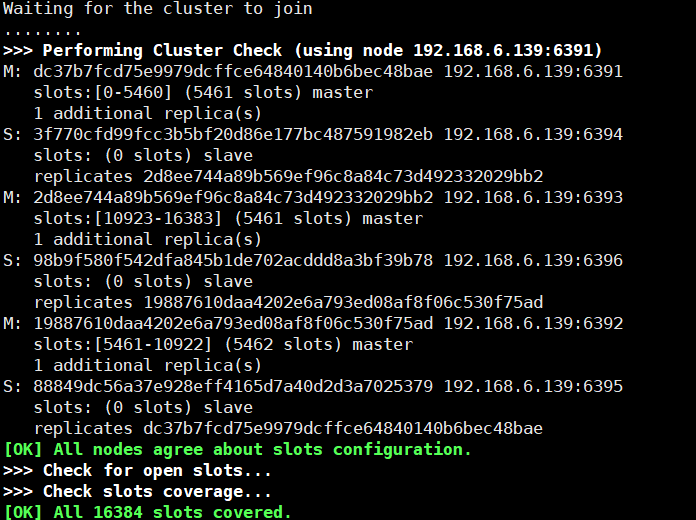 Waiting for the cluster to join
........
>>> Performing Cluster Check (using node 192.168.6.139:6391)
M: dc37b7fcd75e9979dcffce64840140b6bec48bae 192.168.6.139:6391
slots:[0-5460] (5461 slots) master
1 additional replica(s)
S: 3f770cfd99fcc3b5bf20d86e177bc487591982eb 192.168.6.139:6394
slots: (0 slots) slave
replicates 2d8ee744a89b569ef96c8a84c73d492332029bb2
M: 2d8ee744a89b569ef96c8a84c73d492332029bb2 192.168.6.139:6393
slots:[10923-16383] (5461 slots) master
1 additional replica(s)
S: 98b9f580f542dfa845b1de702acddd8a3bf39b78 192.168.6.139:6396
slots: (0 slots) slave
replicates 19887610daa4202e6a793ed08af8f06c530f75ad
M: 19887610daa4202e6a793ed08af8f06c530f75ad 192.168.6.139:6392
slots:[5461-10922] (5462 slots) master
1 additional replica(s)
S: 88849dc56a37e928eff4165d7a40d2d3a7025379 192.168.6.139:6395
slots: (0 slots) slave
replicates dc37b7fcd75e9979dcffce64840140b6bec48bae
[OK] All nodes agree about slots configuration.
>>> Check for open slots...
>>> Check slots coverage...
[OK] All 16384 slots covered.